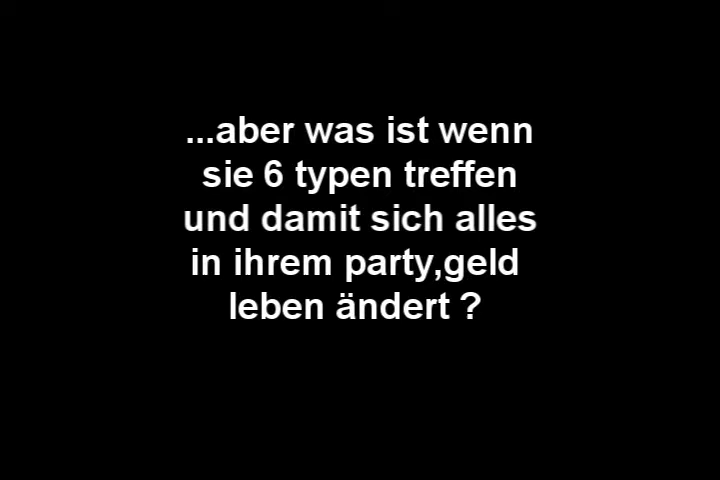 ...aber was ist wenn
sie 6 typen treffen
und damit sich alles
in ihrem party,geld
leben ändert ?